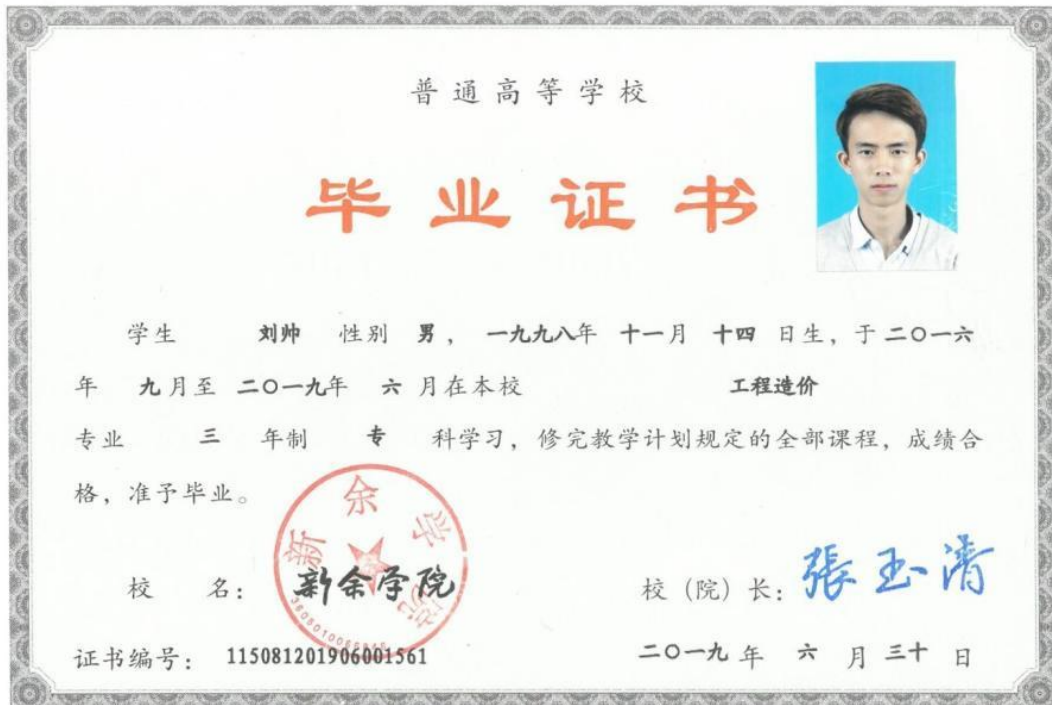 普通高等学校
毕业证书
学生 刘帅 性别 男，一九九八年 十一月 十四 日生，于二〇一六
年 九月至 二〇一九年 六 月在本校 工程造价
专业 三 年制 专 科学习，修完教学计划规定的全部课程，成绩合
格，准予毕业。
新余学院
校 名：新余学院 校（院）长：張玉清
证书编号：115081201906001561 二〇一九 年 六 月 三十 日